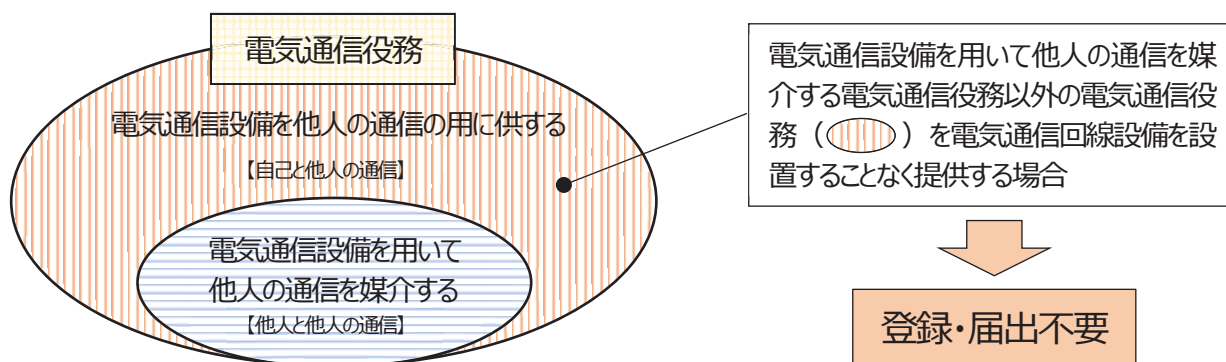 電気通信役務
電気通信設備を他人の通信の用に供する
【自己と他人の通信】
電気通信設備を用いて
他人の通信を媒介する
【他人と他人の通信】
電気通信設備を用いて他人の通信を媒
介する電気通信役務以外の電気通信役
務（　　）を電気通信回線設備を設
置することなく提供する場合
登録・届出不要